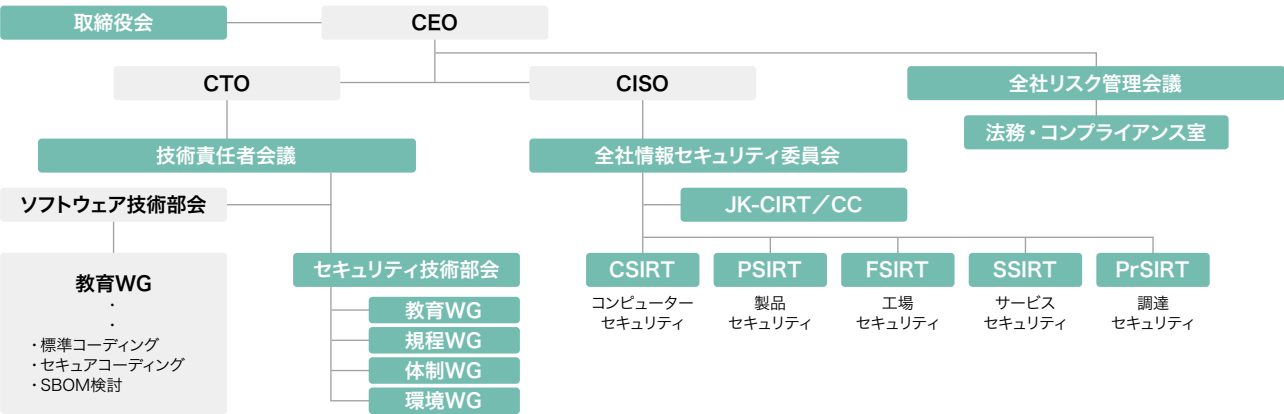 取締役会
CEO
CTO
CISO
全社リスク管理会議
法務・コンプライアンス室
技術責任者会議
全社情報セキュリティ委員会
ソフトウェア技術部会
JK-CIRT／CC
教育WG
・
・
・標準コーディング
・セキュアコーディング
・SBOM検討
セキュリティ技術部会
教育WG
規程WG
体制WG
環境WG
CSIRT
コンピューター
セキュリティ
PSIRT
製品
セキュリティ
FSIRT
工場
セキュリティ
SSIRT
サービス
セキュリティ
PrSIRT
調達
セキュリティ